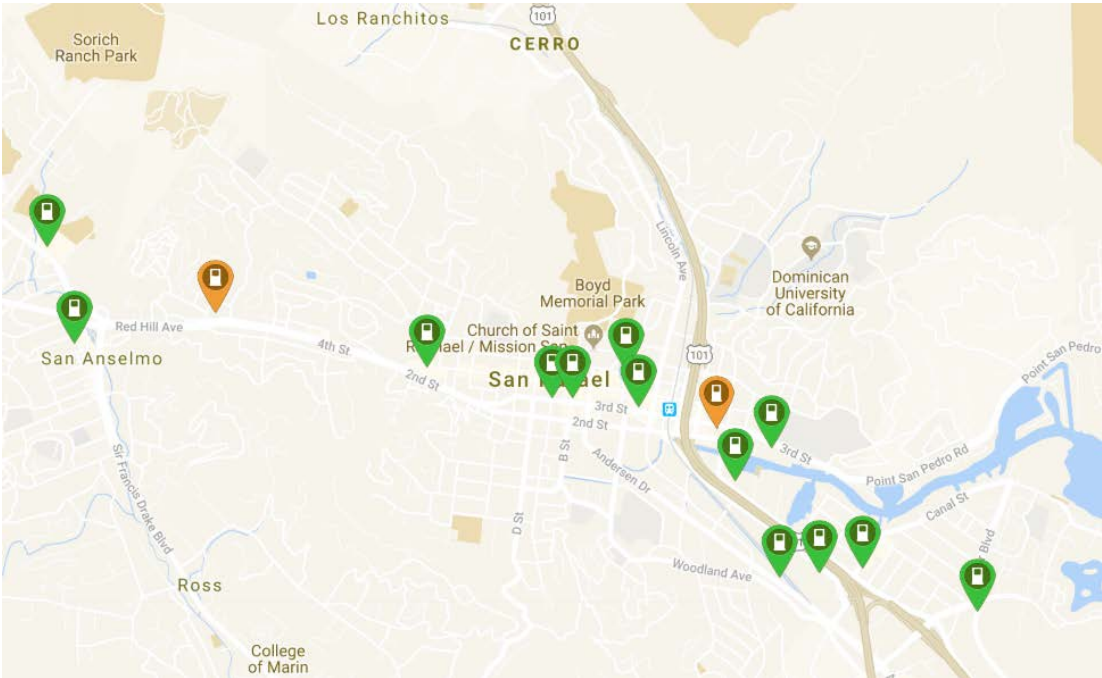 Los Ranchitos
101
CERRO
Sorich
Ranch Park
Lincoln Ave
Dominican
University
of California
Boyd
Memorial Park
Red Hill Ave
4th St
Church of Saint
Mission San
San Anselmo
101
Point San Pedro
2nd St
San
3rd St
2nd St
3rd St
B St
Andersen Dr
Point San Pedro Rd
Sir Francis Drake Blvd
Canal St
D St
Blvd
Woodland Ave
Ross
College
of Marin